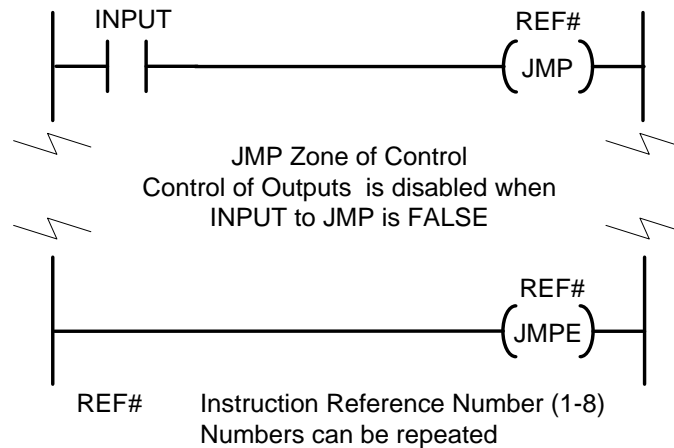 INPUT REF#
JMP
JMP Zone of Control
Control of Outputs is disabled when
INPUT to JMP is FALSE
REF#
JMPE
REF# Instruction Reference Number (1-8)
Numbers can be repeated